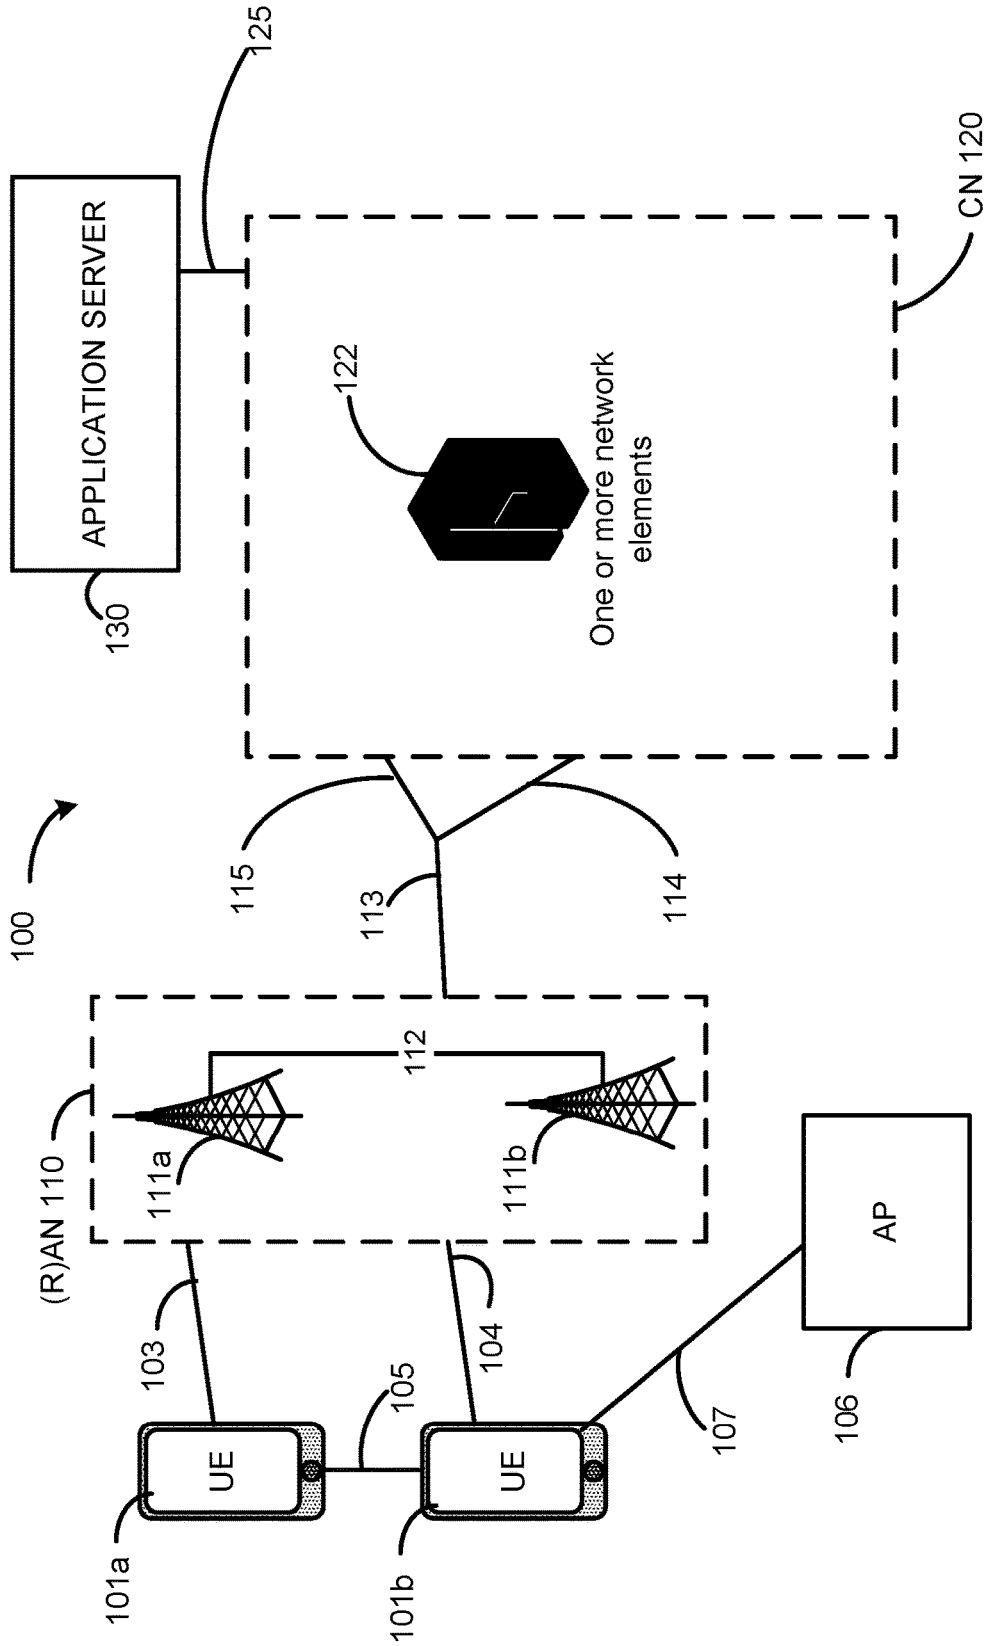 100
101a
UE
101b
UE
103
104
105
107
106
AP
(R)AN 110
111a
111b
112
113
115
114
130
APPLICATION SERVER
125
122
One or more network
elements
CN 120